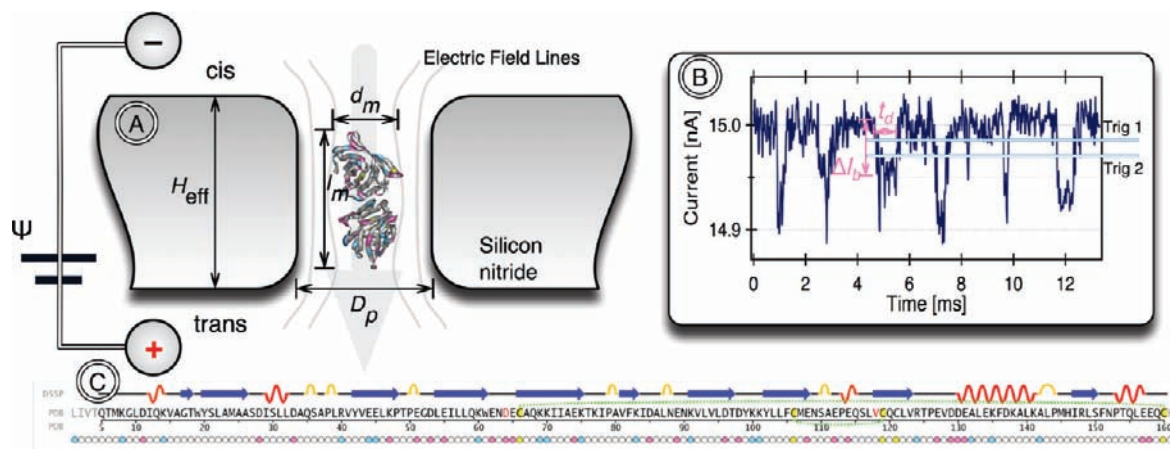 Electric Field Lines
cis
trans
A
H_eff
d_m
l_m
D_p
Silicon
nitride
Ψ
−
+
B
Current [nA]
15.0
14.9
t_d
ΔI_b
Trig 1
Trig 2
0 2 4 6 8 10 12
Time [ms]
C
DSSP
PDB LIVTQTMKGLDIQKVAGTWYSLAMAASDISLLDAQSAPLRVYVEELKPTPEGDLEILLQKWENDECAQKKIIAEKTKIPAVFKIDALNENKVLVLDTDYKKYLLFCMENSAEPEQSLVCQCLVRTPEVDDEALEKFDKALKALPMHIRLSFNPTQLEEQC
PDB 5 10 20 30 40 50 60 70 80 90 100 110 120 130 140 150 160